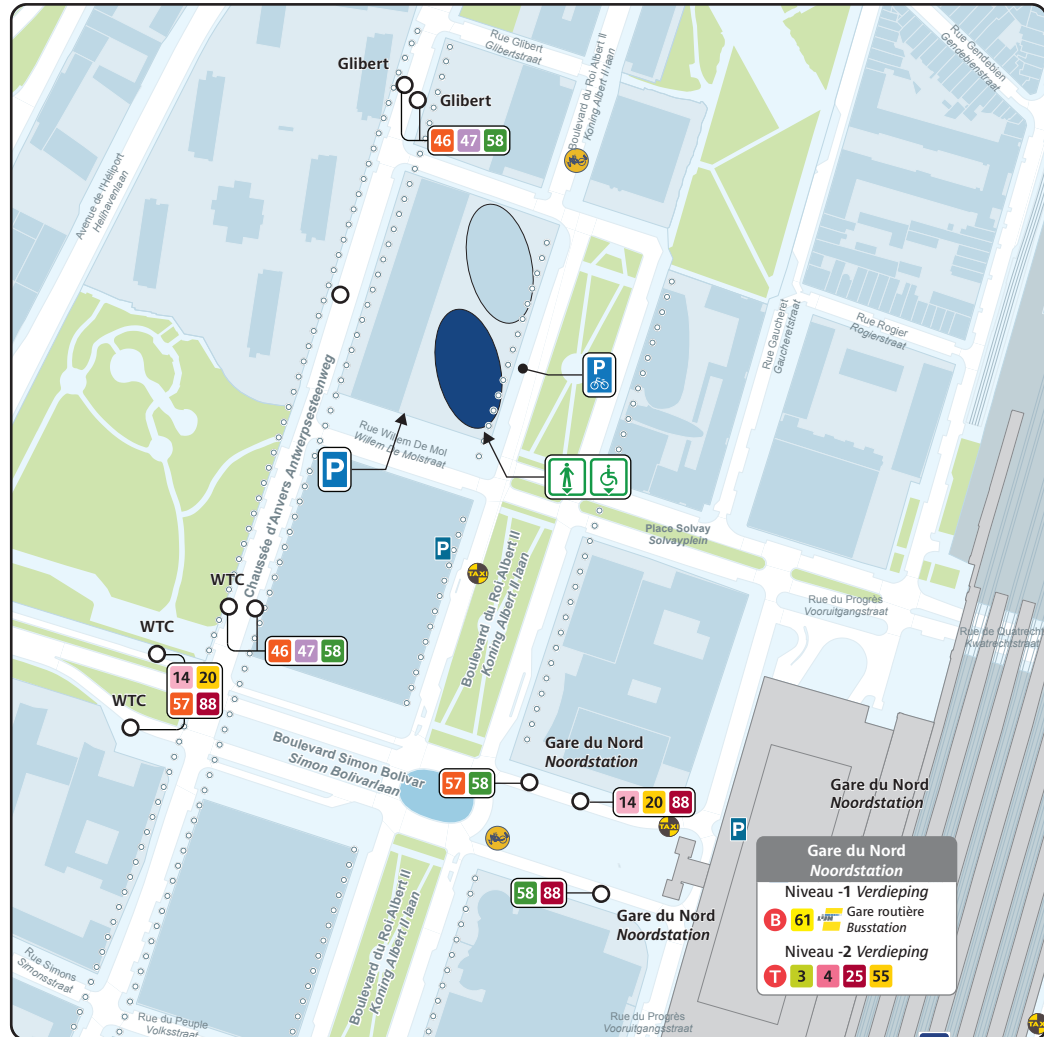 Rue Glibert
Glibertstraat
Boulevard du Roi Albert II
Koning Albert II laan
Rue Gendebien
Gendebienstraat
Glibert
Glibert
46 47 58
Avenue de l'Héliport
Helihavenlaan
Rue Gaucheret
Gaucheretstraat
Rue Rogier
Rogierstraat
P
Chaussée d'Anvers Antwerpsesteenweg
Rue Willem De Mol
Willem De Molstraat
P
Place Solvay
Solvayplein
P
TAXI
Boulevard du Roi Albert II
Koning Albert II laan
WTC
Rue du Progrès
Vooruitgangstraat
Rue de Quatrecht
Kwatrechtstraat
WTC
46 47 58
14 20
57 88
WTC
Boulevard Simon Bolivar
Simon Bolivarlaan
Gare du Nord
Noordstation
57 58
14 20 88
TAXI
P
Gare du Nord
Noordstation
Gare du Nord
Noordstation
Niveau -1 Verdieping
B 61 Gare routière
Busstation
Niveau -2 Verdieping
T 3 4 25 55
58 88
Gare du Nord
Noordstation
Boulevard du Roi Albert II
Koning Albert II laan
Rue Simons
Simonsstraat
Rue du Peuple
Volksstraat
Rue du Progrès
Vooruitgangsstraat
TAXI